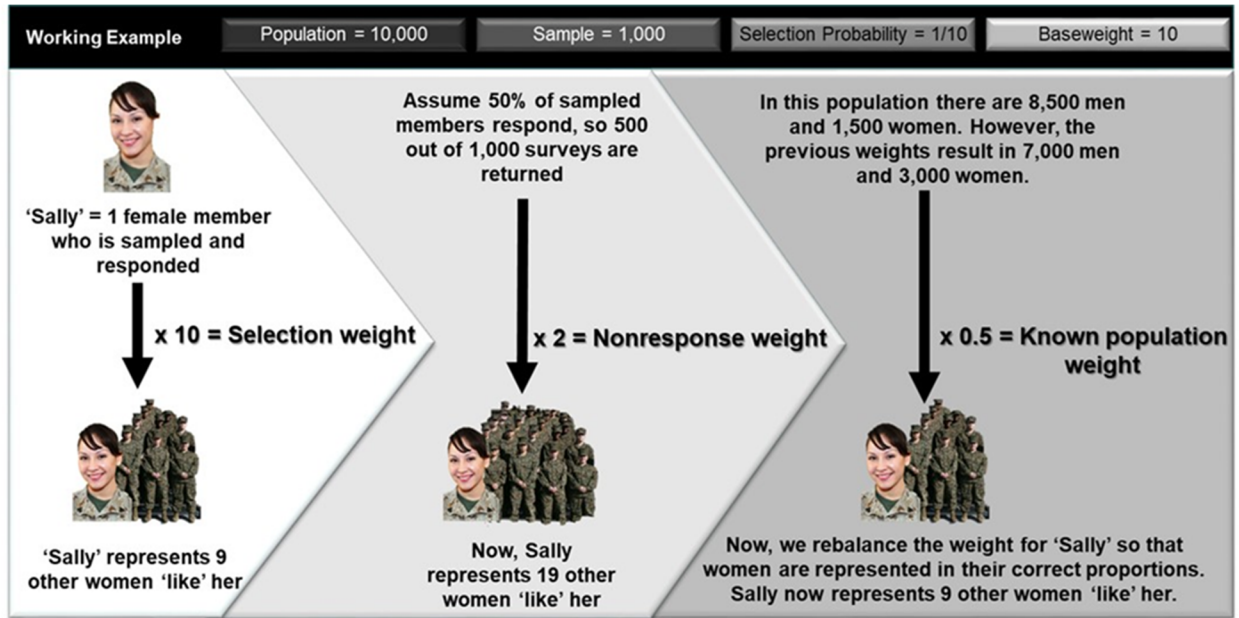 Working Example
Population = 10,000
Sample = 1,000
Selection Probability = 1/10
Baseweight = 10
‘Sally’ = 1 female member
who is sampled and
responded
x 10 = Selection weight
‘Sally’ represents 9
other women ‘like’ her
Assume 50% of sampled
members respond, so 500
out of 1,000 surveys are
returned
x 2 = Nonresponse weight
Now, Sally
represents 19 other
women ‘like’ her
In this population there are 8,500 men
and 1,500 women. However, the
previous weights result in 7,000 men
and 3,000 women.
x 0.5 = Known population
weight
Now, we rebalance the weight for ‘Sally’ so that
women are represented in their correct proportions.
Sally now represents 9 other women ‘like’ her.